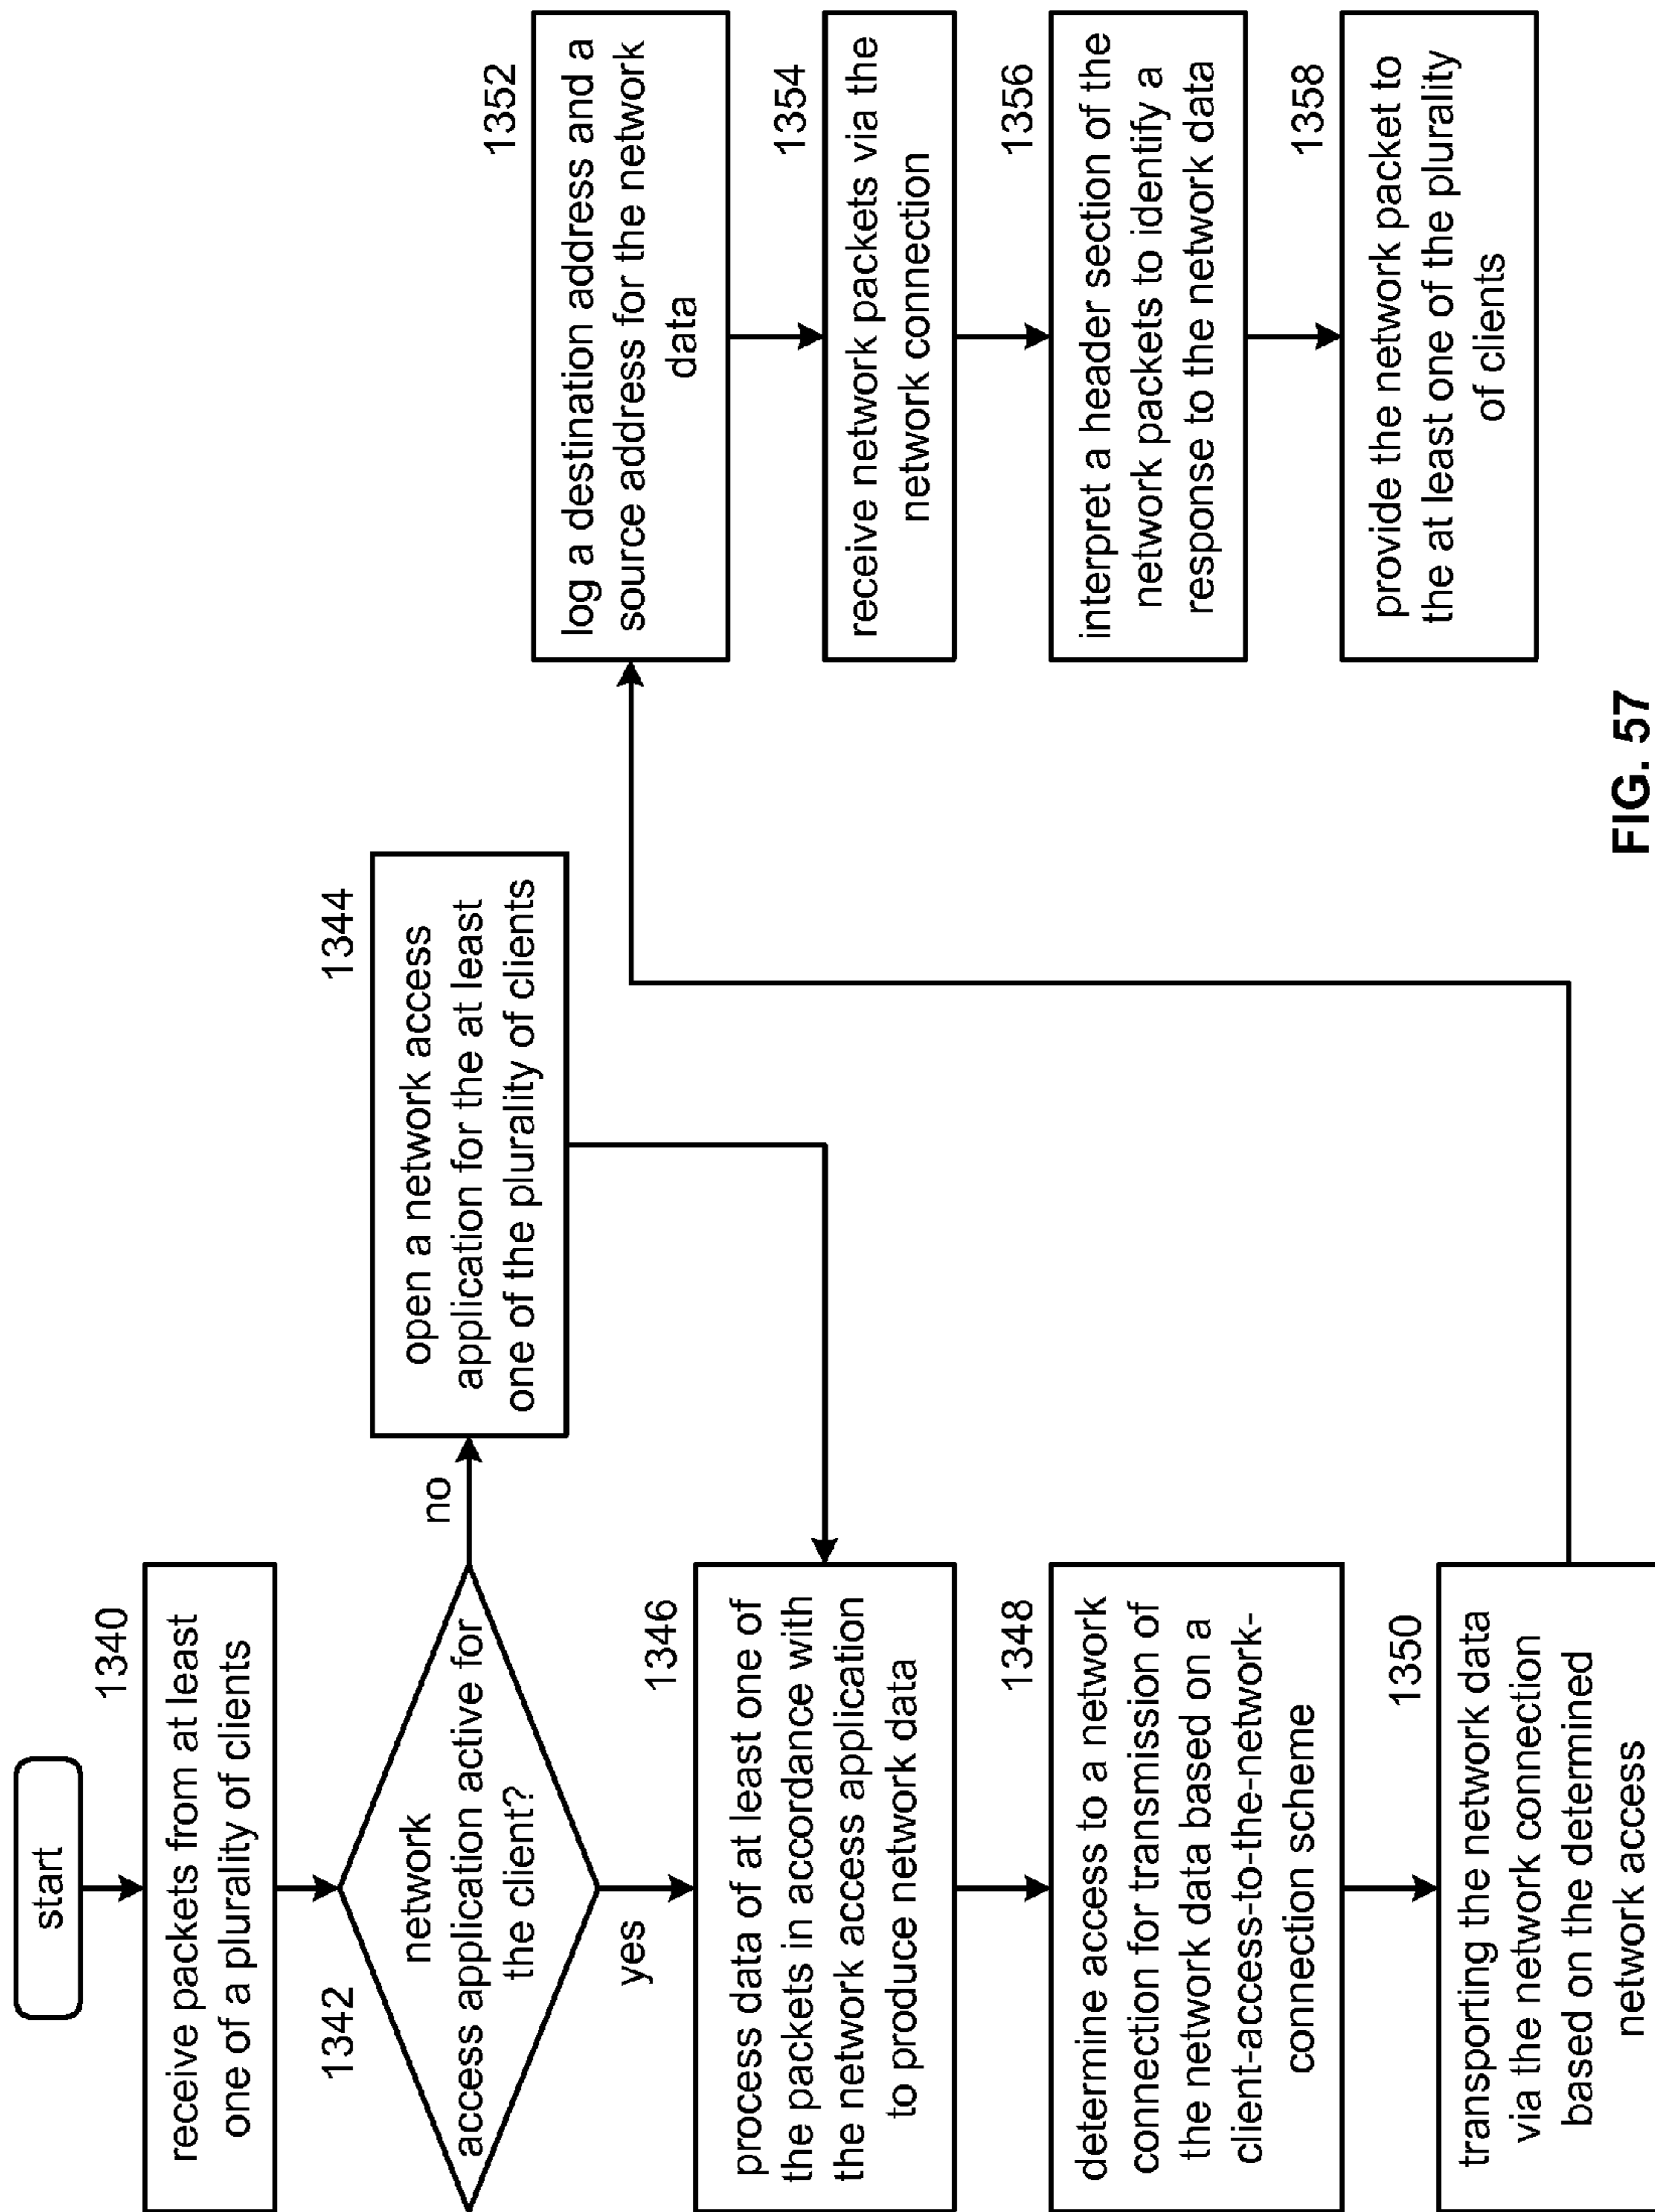 start
1340
receive packets from at least
one of a plurality of clients
1342
network
access application active for
the client?
no
yes
1344
open a network access
application for the at least
one of the plurality of clients
1346
process data of at least one of
the packets in accordance with
the network access application
to produce network data
1348
determine access to a network
connection for transmission of
the network data based on a
client-access-to-the-network-
connection scheme
1350
transporting the network data
via the network connection
based on the determined
network access
1352
log a destination address and a
source address for the network
data
1354
receive network packets via the
network connection
1356
interpret a header section of the
network packets to identify a
response to the network data
1358
provide the network packet to
the at least one of the plurality
of clients
FIG. 57